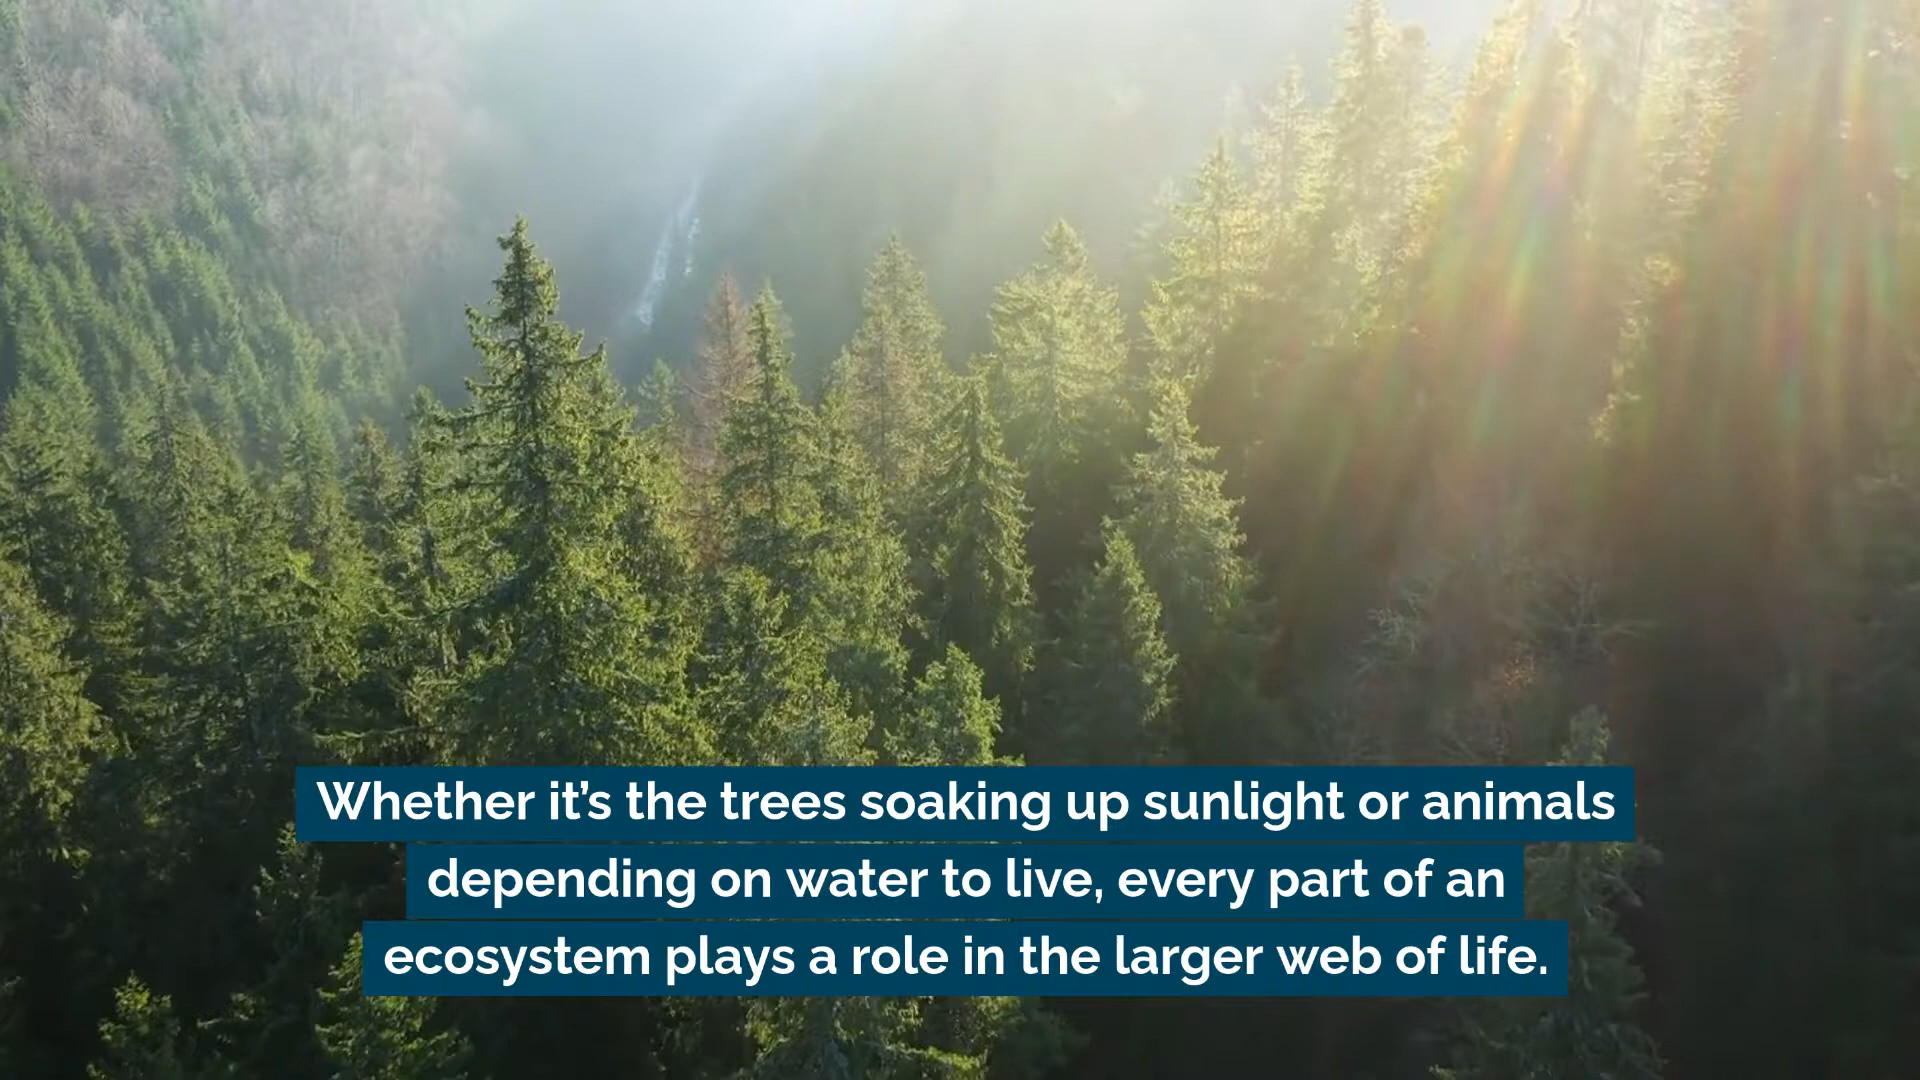 Whether it’s the trees soaking up sunlight or animals
depending on water to live, every part of an
ecosystem plays a role in the larger web of life.